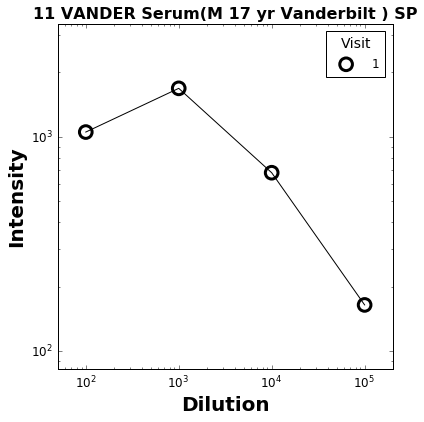 11 VANDER Serum(M 17 yr Vanderbilt ) SP
Visit
1
Intensity
10³
10²
10² 10³ 10⁴ 10⁵
Dilution